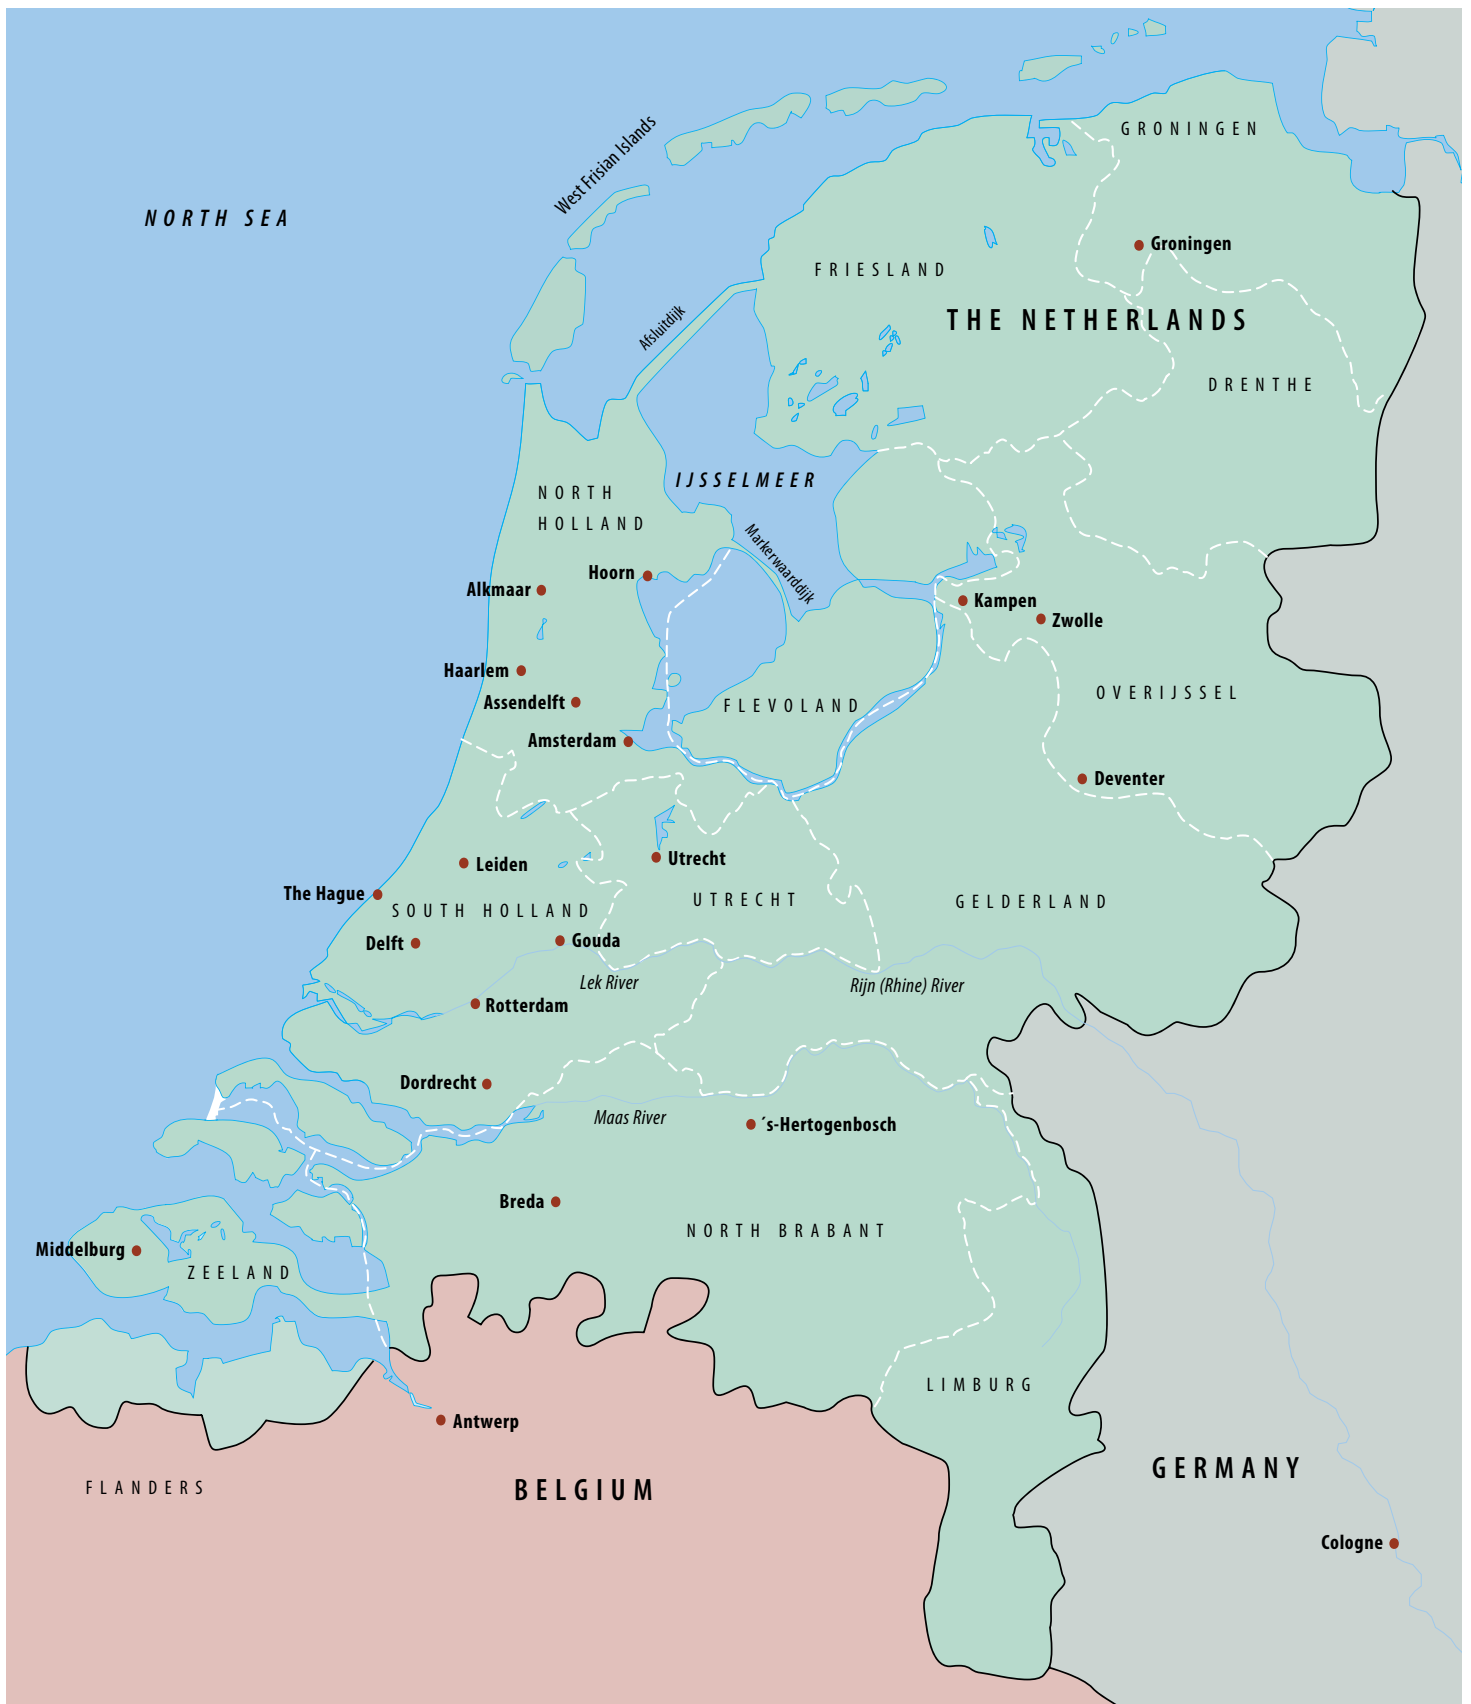 GRONINGEN
West Frisian Islands
NORTH SEA
Groningen
FRIESLAND
THE NETHERLANDS
Afsluitdijk
DRENTHE
IJSSELMEER
NORTH
HOLLAND
Markerwaarddijk
Hoorn
Alkmaar
Kampen
Zwolle
Haarlem
OVERIJSSEL
Assendelft
FLEVOLAND
Amsterdam
Deventer
Utrecht
Leiden
The Hague
UTRECHT
GELDERLAND
SOUTH HOLLAND
Delft
Gouda
Lek River
Rijn (Rhine) River
Rotterdam
Dordrecht
Maas River
´s-Hertogenbosch
Breda
NORTH BRABANT
Middelburg
ZEELAND
LIMBURG
Antwerp
GERMANY
FLANDERS
BELGIUM
Cologne